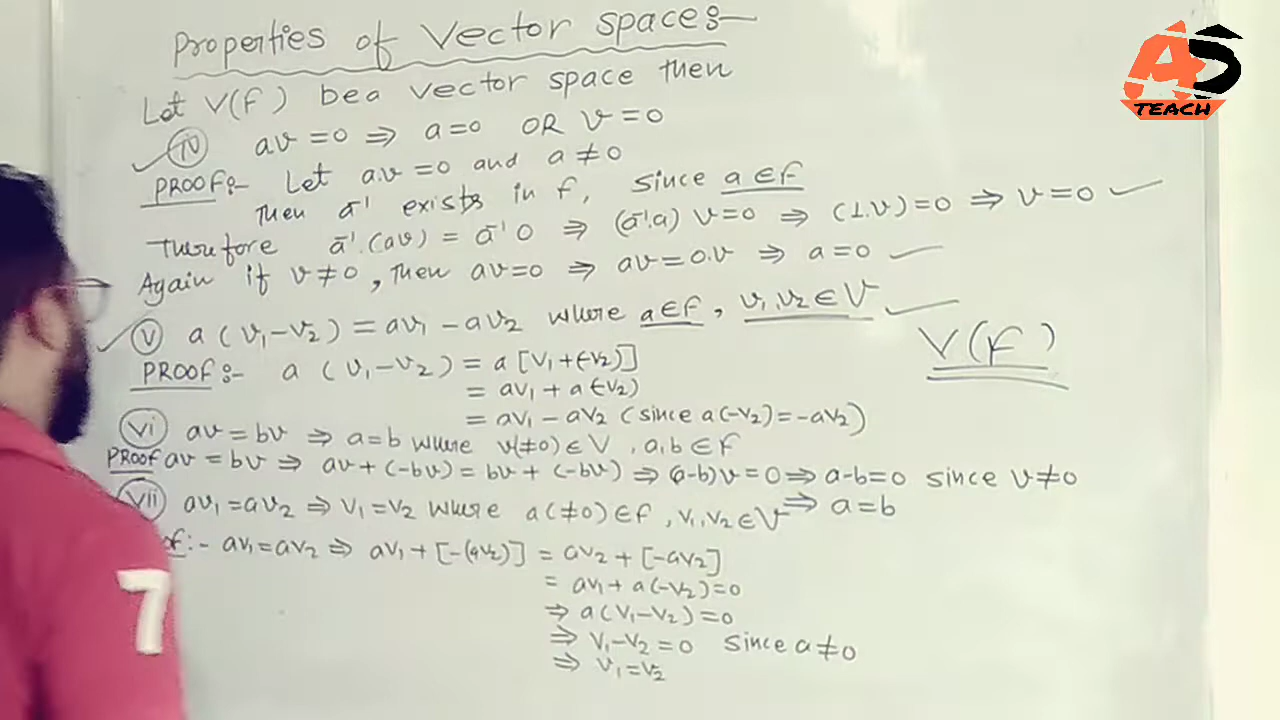 Properties of Vector space:-
Let V(F) be a vector space then
(iv) av = 0 ⇒ a = 0 OR v = 0
PROOF:- Let a.v = 0 and a ≠ 0
Then a⁻¹ exists in F, since a ∈ F
Therefore a⁻¹.(av) = a⁻¹0 ⇒ (a⁻¹.a) v = 0 ⇒ (1.v) = 0 ⇒ v = 0
Again if v ≠ 0, Then av = 0 ⇒ av = 0.v ⇒ a = 0
(v) a (v₁-v₂) = av₁ - av₂ where a ∈ F, v₁,v₂ ∈ V
V(F)
PROOF:- a (v₁-v₂) = a [v₁+(-v₂)]
= av₁ + a(-v₂)
= av₁ - av₂ (since a(-v₂) = -av₂)
(vi) av = bv ⇒ a = b where v(≠0) ∈ V, a,b ∈ F
PROOF av = bv ⇒ av + (-bv) = bv + (-bv) ⇒ (a-b)v = 0 ⇒ a-b = 0 since v ≠ 0
⇒ a = b
(vii) av₁ = av₂ ⇒ v₁ = v₂ where a(≠0) ∈ F, v₁,v₂ ∈ V
of:- av₁ = av₂ ⇒ av₁ + [-(av₂)] = av₂ + [-av₂]
= av₁ + a(-v₂) = 0
⇒ a(v₁-v₂) = 0
⇒ v₁-v₂ = 0 since a ≠ 0
⇒ v₁ = v₂
AS
TEACH
7